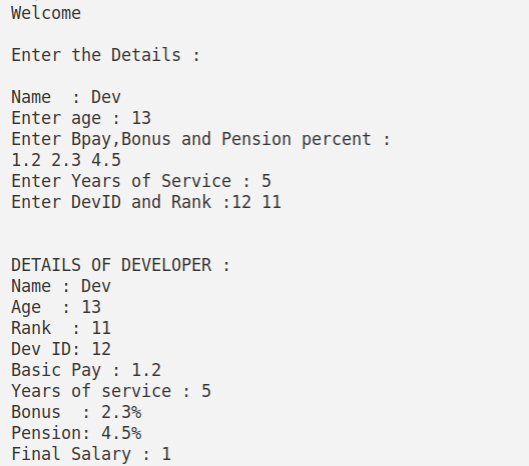 Welcome
Enter the Details :
Name  : Dev
Enter age : 13
Enter Bpay,Bonus and Pension percent :
1.2 2.3 4.5
Enter Years of Service : 5
Enter DevID and Rank :12 11
DETAILS OF DEVELOPER :
Name : Dev
Age  : 13
Rank  : 11
Dev ID: 12
Basic Pay : 1.2
Years of service : 5
Bonus  : 2.3%
Pension: 4.5%
Final Salary : 1